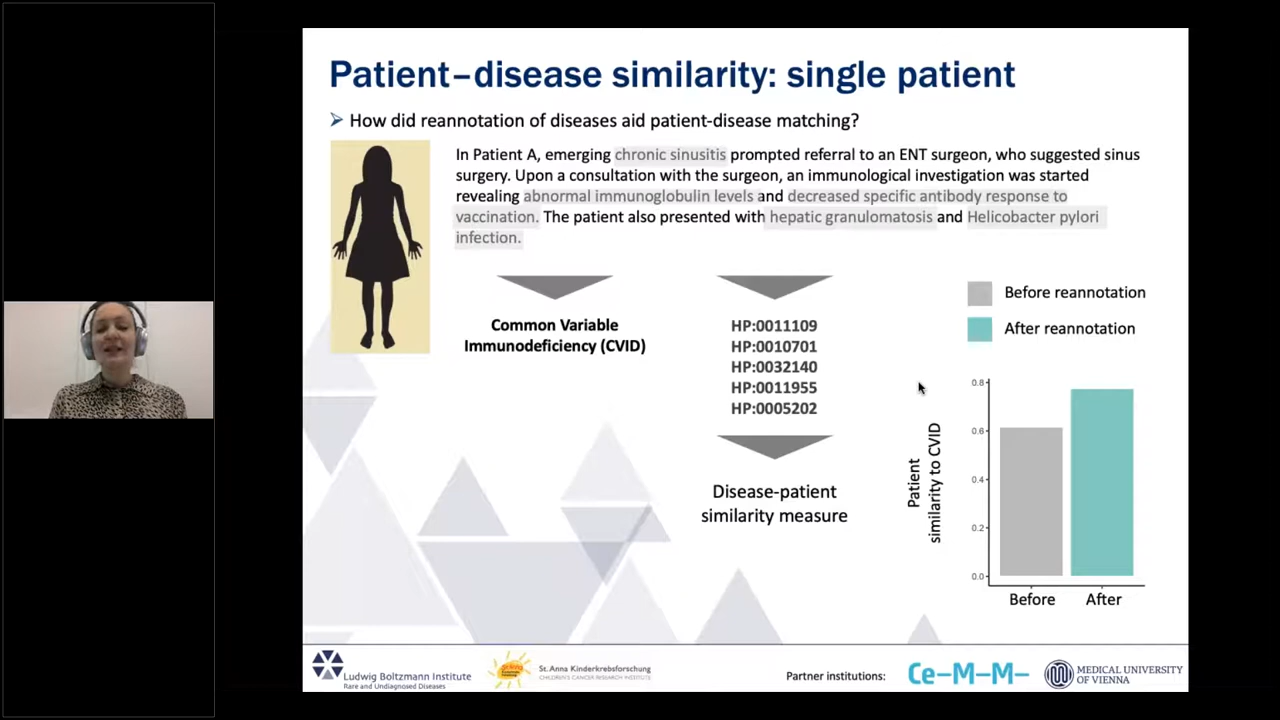 Patient–disease similarity: single patient
How did reannotation of diseases aid patient-disease matching?
In Patient A, emerging chronic sinusitis prompted referral to an ENT surgeon, who suggested sinus
surgery. Upon a consultation with the surgeon, an immunological investigation was started
revealing abnormal immunoglobulin levels and decreased specific antibody response to
vaccination. The patient also presented with hepatic granulomatosis and Helicobacter pylori
infection.
Common Variable
Immunodeficiency (CVID)
HP:0011109
HP:0010701
HP:0032140
HP:0011955
HP:0005202
Disease-patient
similarity measure
Before reannotation
After reannotation
Patient
similarity to CVID
0.8
0.6
0.4
0.2
0.0
Before After
Ludwig Boltzmann Institute
Rare and Undiagnosed Diseases
St. Anna Kinderkrebsforschung
CHILDREN'S CANCER RESEARCH INSTITUTE
Partner institutions:
Ce–M–M–
MEDICAL UNIVERSITY
OF VIENNA